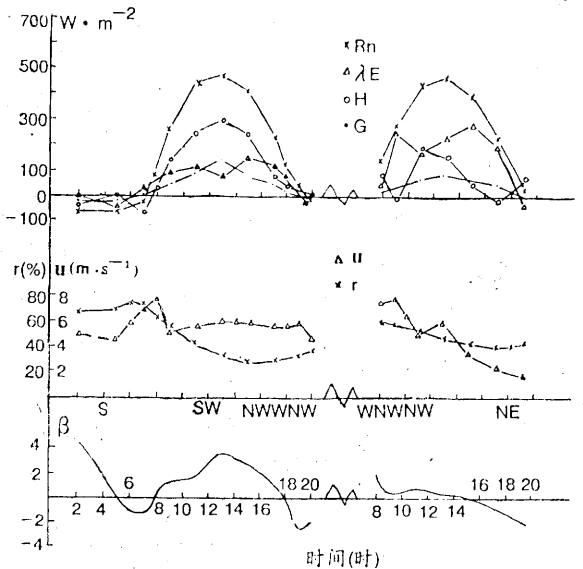 700 W · m⁻²
× Rn
500
△ λE
○ H
300
• G
100
0
−100
r(%) u(m·s⁻¹)
△ u
× r
80 8
60 6
40 4
20 2
S SW NWWNW WNWNW NE
β
4
2
6 18 20 16 18 20
0
2 4 8 10 12 14 16 8 10 12 14
−2
−4
时间(时)